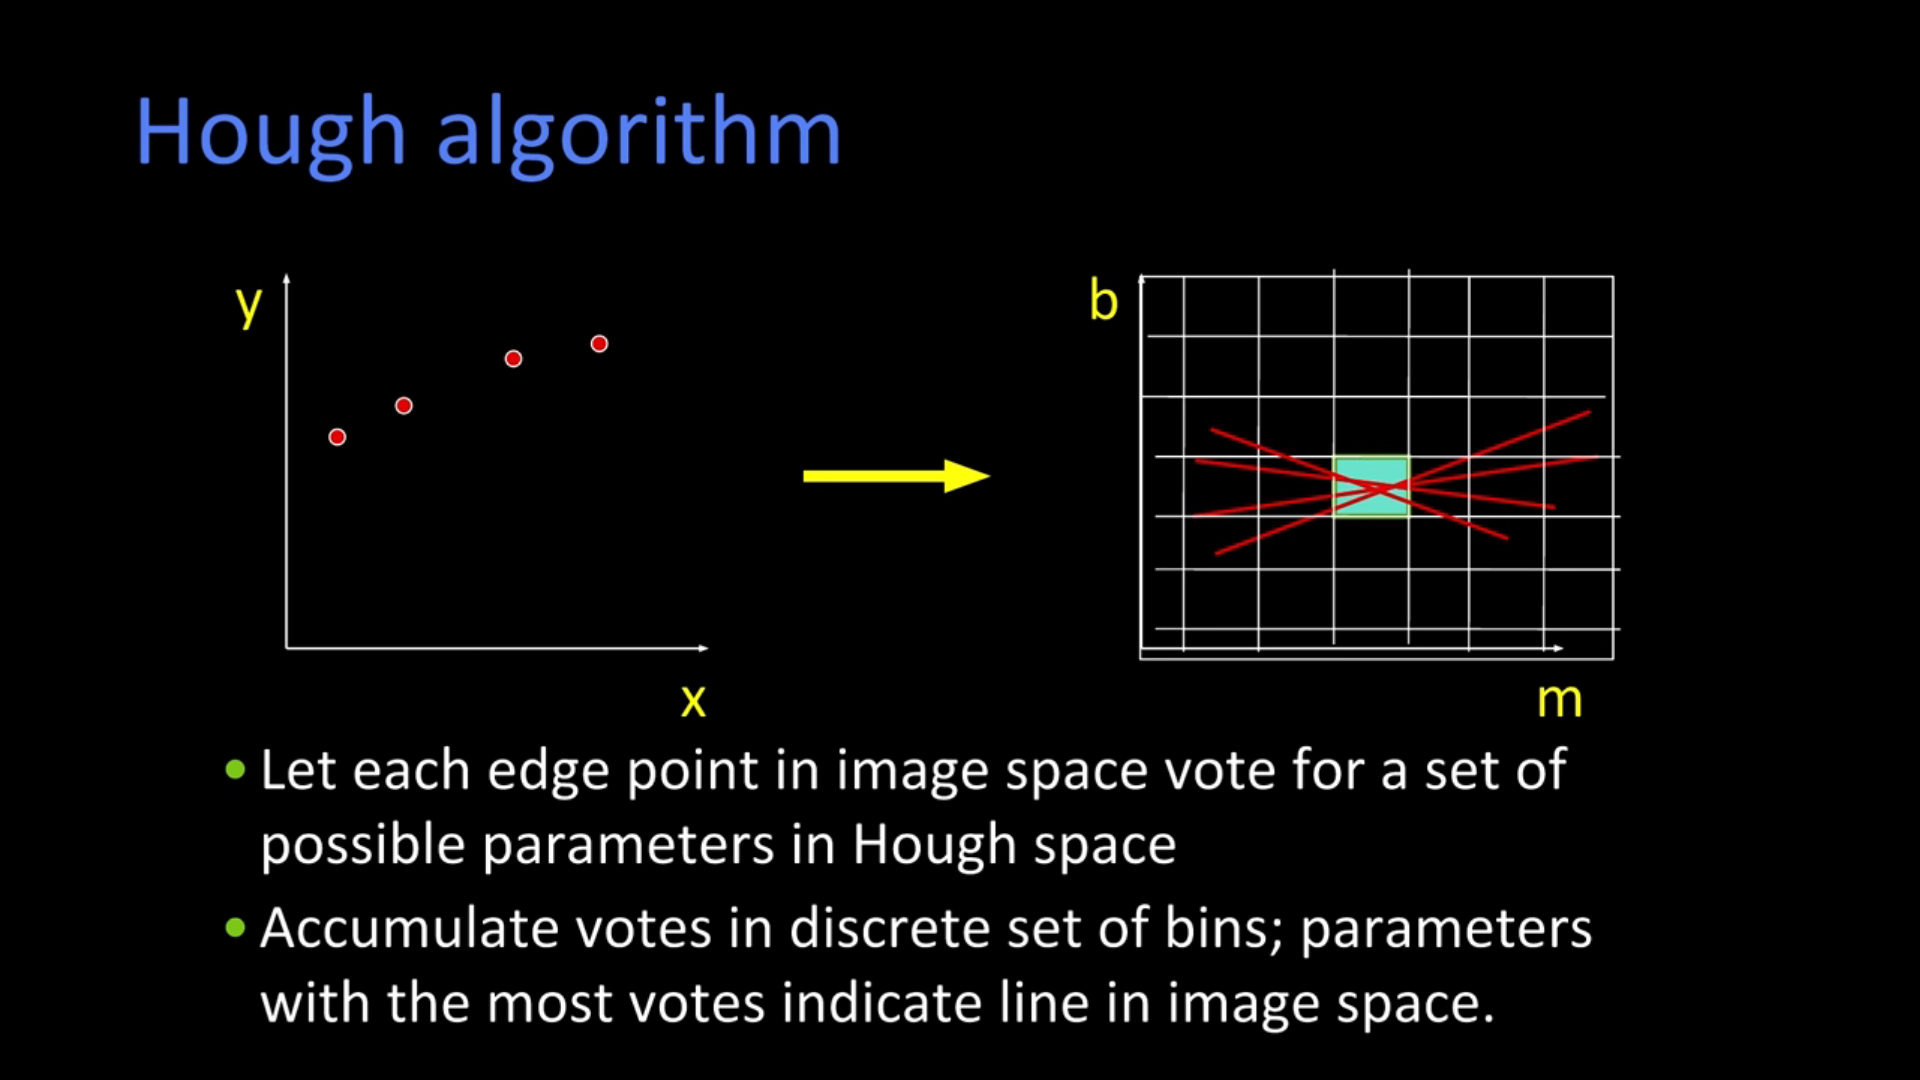 Hough algorithm
y
b
x
m
• Let each edge point in image space vote for a set of
possible parameters in Hough space
• Accumulate votes in discrete set of bins; parameters
with the most votes indicate line in image space.